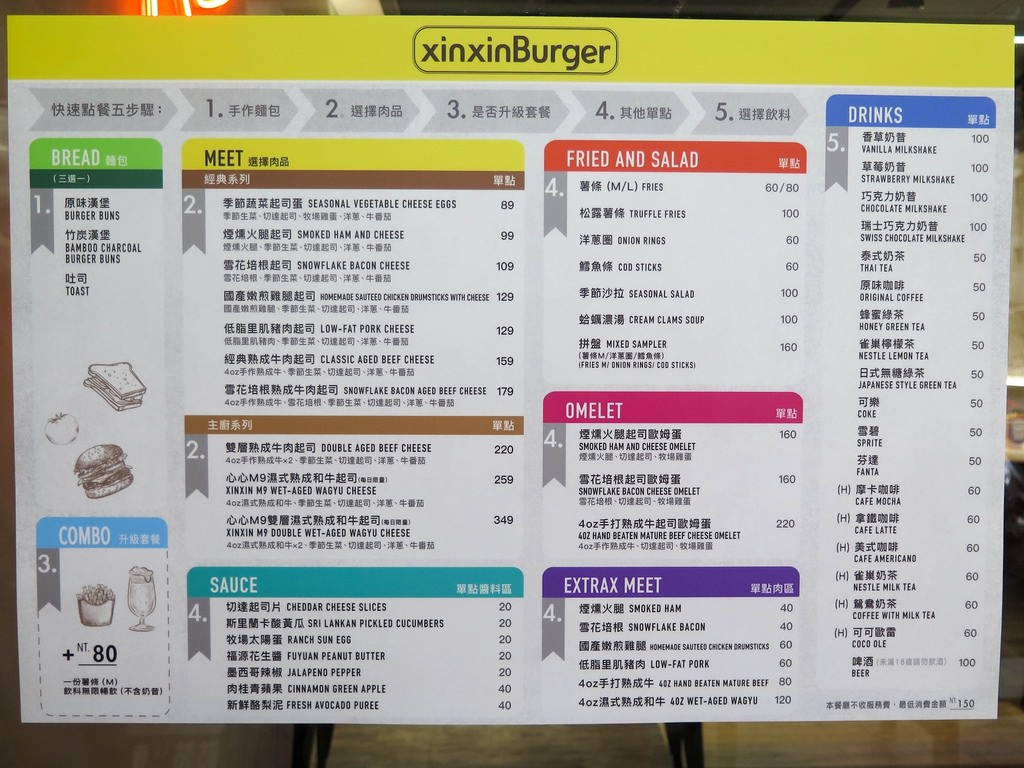 xinxinBurger
快速點餐五步驟：
1. 手作麵包
2. 選擇肉品
3. 是否升級套餐
4. 其他單點
5. 選擇飲料
BREAD 麵包
(三選一)
1.
原味漢堡
BURGER BUNS
竹炭漢堡
BAMBOO CHARCOAL
BURGER BUNS
吐司
TOAST
COMBO 升級套餐
3.
+NT.80
一份薯條 (M)
飲料無限暢飲 (不含奶昔)
MEET 選擇肉品
經典系列 單點
2.
季節蔬菜起司蛋 SEASONAL VEGETABLE CHEESE EGGS 89
季節生菜、切達起司、牧場雞蛋、洋蔥、牛番茄
煙燻火腿起司 SMOKED HAM AND CHEESE 99
煙燻火腿、季節生菜、切達起司、洋蔥、牛番茄
雪花培根起司 SNOWFLAKE BACON CHEESE 109
雪花培根、季節生菜、切達起司、洋蔥、牛番茄
國產嫩煎雞腿起司 HOMEMADE SAUTEED CHICKEN DRUMSTICKS WITH CHEESE 129
國產嫩煎雞腿、季節生菜、切達起司、洋蔥、牛番茄
低脂里肌豬肉起司 LOW-FAT PORK CHEESE 129
低脂里肌豬肉、季節生菜、切達起司、洋蔥、牛番茄
經典熟成牛肉起司 CLASSIC AGED BEEF CHEESE 159
4oz手作熟成牛、季節生菜、切達起司、洋蔥、牛番茄
雪花培根熟成牛肉起司 SNOWFLAKE BACON AGED BEEF CHEESE 179
4oz手作熟成牛、雪花培根、季節生菜、切達起司、洋蔥、牛番茄
主廚系列 單點
2.
雙層熟成牛肉起司 DOUBLE AGED BEEF CHEESE 220
4oz手作熟成牛×2、季節生菜、切達起司、洋蔥、牛番茄
心心M9濕式熟成和牛起司(每日限量) 259
XINXIN M9 WET-AGED WAGYU CHEESE
4oz濕式熟成和牛、季節生菜、切達起司、洋蔥、牛番茄
心心M9雙層濕式熟成和牛起司(每日限量) 349
XINXIN M9 DOUBLE WET-AGED WAGYU CHEESE
4oz濕式熟成和牛×2、季節生菜、切達起司、洋蔥、牛番茄
SAUCE 單點醬料區
4.
切達起司片 CHEDDAR CHEESE SLICES 20
斯里蘭卡酸黃瓜 SRI LANKAN PICKLED CUCUMBERS 20
牧場太陽蛋 RANCH SUN EGG 20
福源花生醬 FUYUAN PEANUT BUTTER 20
墨西哥辣椒 JALAPENO PEPPER 20
肉桂青蘋果 CINNAMON GREEN APPLE 40
新鮮酪梨泥 FRESH AVOCADO PUREE 40
FRIED AND SALAD 單點
4.
薯條 (M/L) FRIES 60/80
松露薯條 TRUFFLE FRIES 100
洋蔥圈 ONION RINGS 60
鱈魚條 COD STICKS 60
季節沙拉 SEASONAL SALAD 100
蛤蠣濃湯 CREAM CLAMS SOUP 100
拼盤 MIXED SAMPLER 160
(薯條M/洋蔥圈/鱈魚條)
(FRIES M/ ONION RINGS/ COD STICKS)
OMELET 單點
4.
煙燻火腿起司歐姆蛋 160
SMOKED HAM AND CHEESE OMELET
煙燻火腿、切達起司、牧場雞蛋
雪花培根起司歐姆蛋 160
SNOWFLAKE BACON CHEESE OMELET
雪花培根、切達起司、牧場雞蛋
4oz手打熟成牛起司歐姆蛋 220
4OZ HAND BEATEN MATURE BEEF CHEESE OMELET
4oz手作熟成牛、切達起司、牧場雞蛋
EXTRAX MEET 單點肉區
4.
煙燻火腿 SMOKED HAM 40
雪花培根 SNOWFLAKE BACON 40
國產嫩煎雞腿 HOMEMADE SAUTEED CHICKEN DRUMSTICKS 60
低脂里肌豬肉 LOW-FAT PORK 60
4oz手打熟成牛 4OZ HAND BEATEN MATURE BEEF 80
4oz濕式熟成和牛 4OZ WET-AGED WAGYU 120
DRINKS 單點
5.
香草奶昔 100
VANILLA MILKSHAKE
草莓奶昔 100
STRAWBERRY MILKSHAKE
巧克力奶昔 100
CHOCOLATE MILKSHAKE
瑞士巧克力奶昔 100
SWISS CHOCOLATE MILKSHAKE
泰式奶茶 50
THAI TEA
原味咖啡 50
ORIGINAL COFFEE
蜂蜜綠茶 50
HONEY GREEN TEA
雀巢檸檬茶 50
NESTLE LEMON TEA
日式無糖綠茶 50
JAPANESE STYLE GREEN TEA
可樂 50
COKE
雪碧 50
SPRITE
芬達 50
FANTA
(H) 摩卡咖啡 60
CAFE MOCHA
(H) 拿鐵咖啡 60
CAFE LATTE
(H) 美式咖啡 60
CAFE AMERICANO
(H) 雀巢奶茶 60
NESTLE MILK TEA
(H) 鴛鴦奶茶 60
COFFEE WITH MILK TEA
(H) 可可歐雷 60
COCO OLE
啤酒 (未滿18歲請勿飲酒) 100
BEER
本餐廳不收服務費，最低消費金額 NT.150